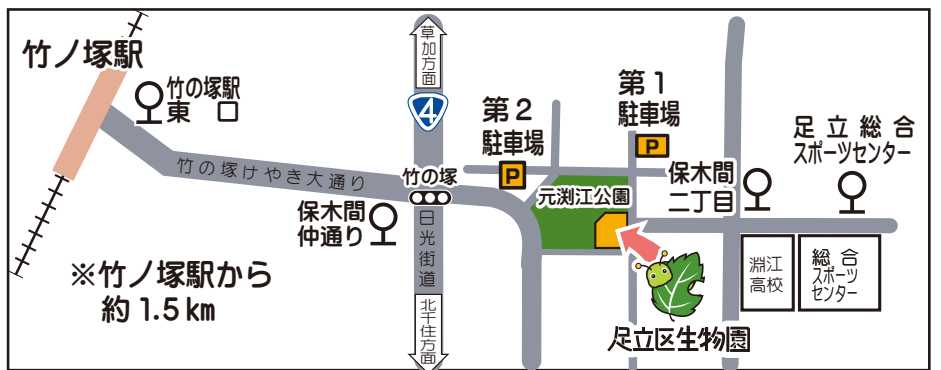 竹ノ塚駅
竹の塚駅
東 口
竹の塚けやき大通り
草加方面
4
竹の塚
日光街道
北千住方面
保木間
仲通り
※竹ノ塚駅から
約1.5km
第2
駐車場
P
第1
駐車場
P
元渕江公園
保木間
二丁目
足立総合
スポーツセンター
淵江
高校
総合
スポーツ
センター
足立区生物園